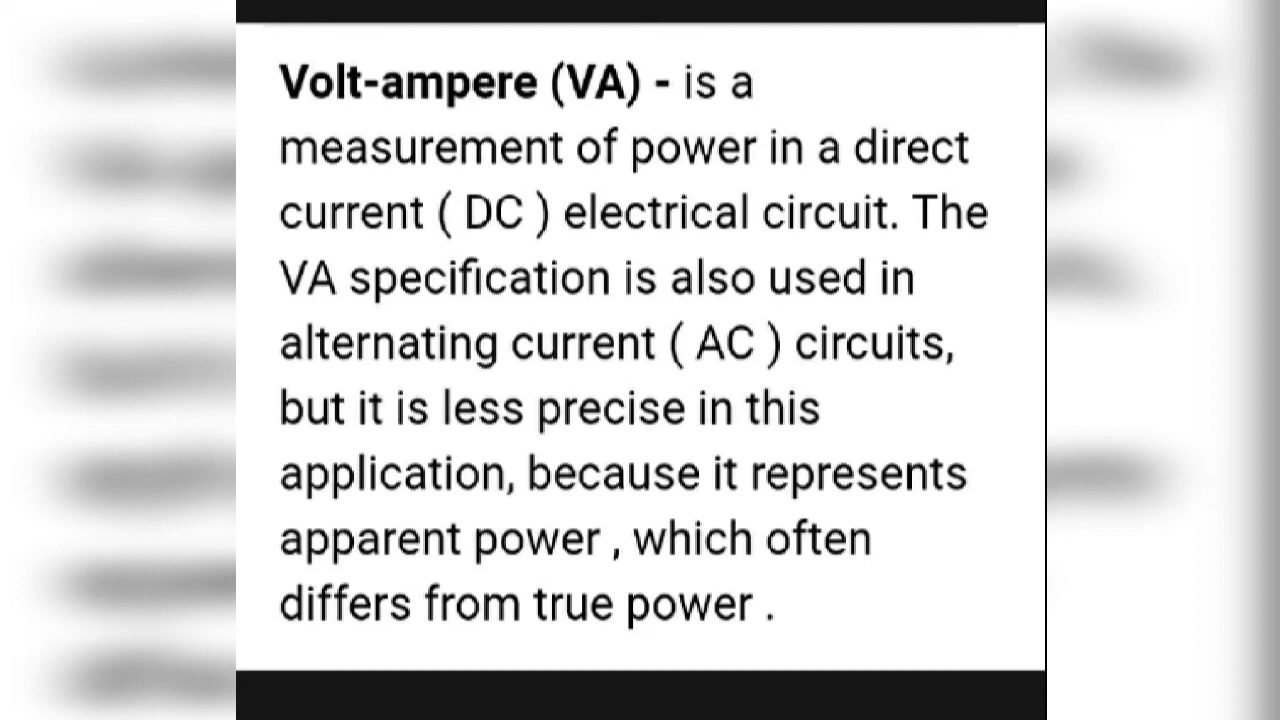 Volt-ampere (VA) - is a
measurement of power in a direct
current ( DC ) electrical circuit. The
VA specification is also used in
alternating current ( AC ) circuits,
but it is less precise in this
application, because it represents
apparent power , which often
differs from true power .